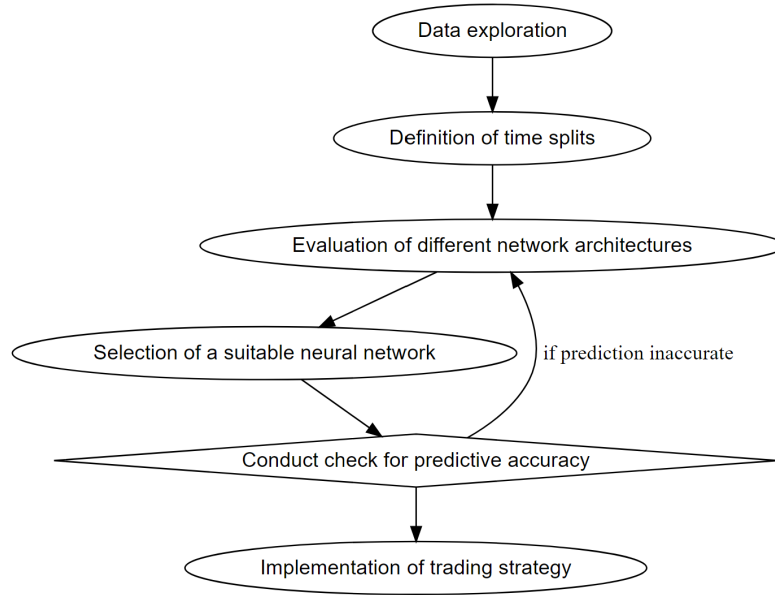 Data exploration
Definition of time splits
Evaluation of different network architectures
Selection of a suitable neural network
if prediction inaccurate
Conduct check for predictive accuracy
Implementation of trading strategy